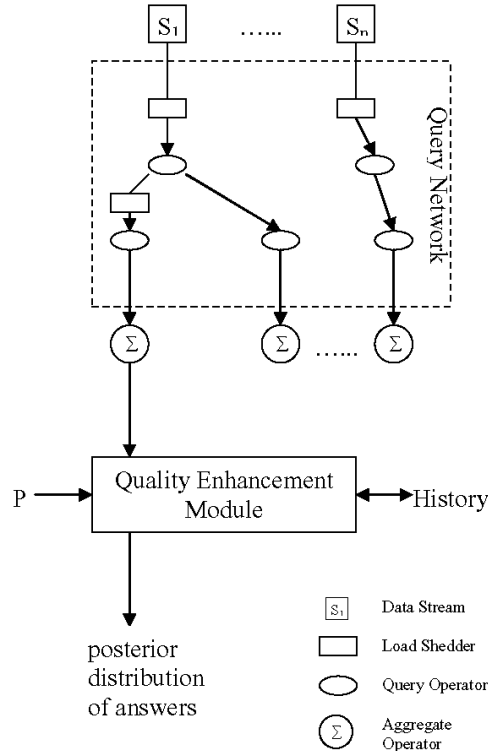 S1 ...... Sn
Query Network
Σ Σ ...... Σ
P
Quality Enhancement
Module
History
posterior
distribution
of answers
S1 Data Stream
Load Shedder
Query Operator
Σ Aggregate
Operator